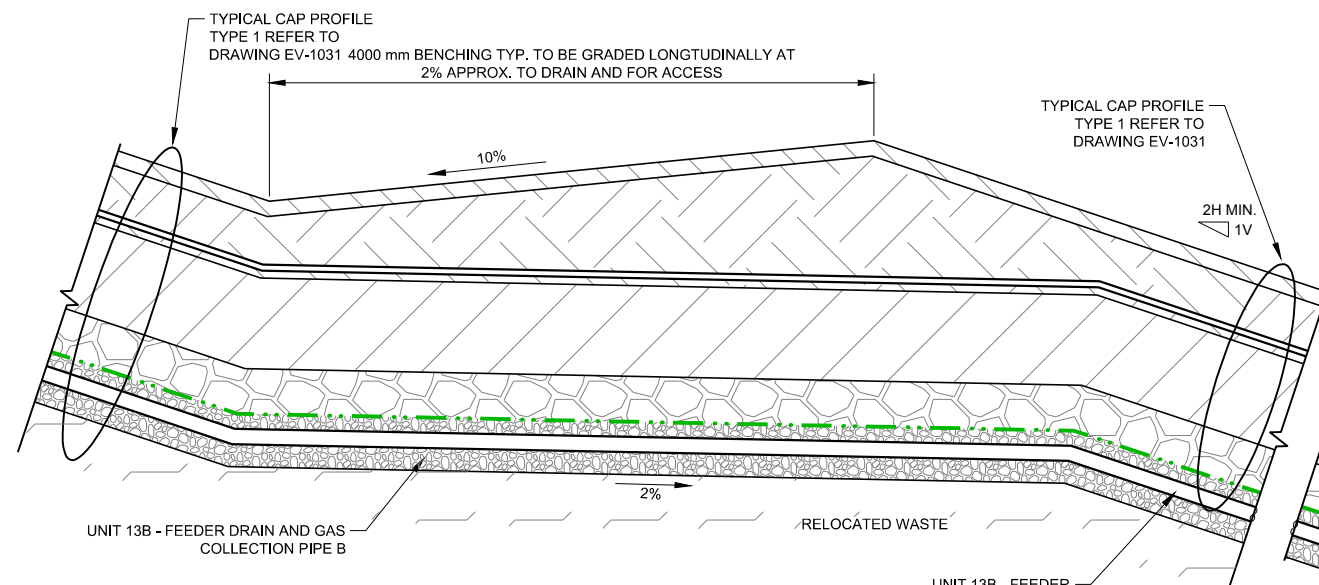 TYPICAL CAP PROFILE
TYPE 1 REFER TO
DRAWING EV-1031 4000 mm BENCHING TYP. TO BE GRADED LONGTUDINALLY AT
2% APPROX. TO DRAIN AND FOR ACCESS
TYPICAL CAP PROFILE
TYPE 1 REFER TO
DRAWING EV-1031
10%
2H MIN.
1V
2%
RELOCATED WASTE
UNIT 13B - FEEDER DRAIN AND GAS
COLLECTION PIPE B
UNIT 13B - FEEDER